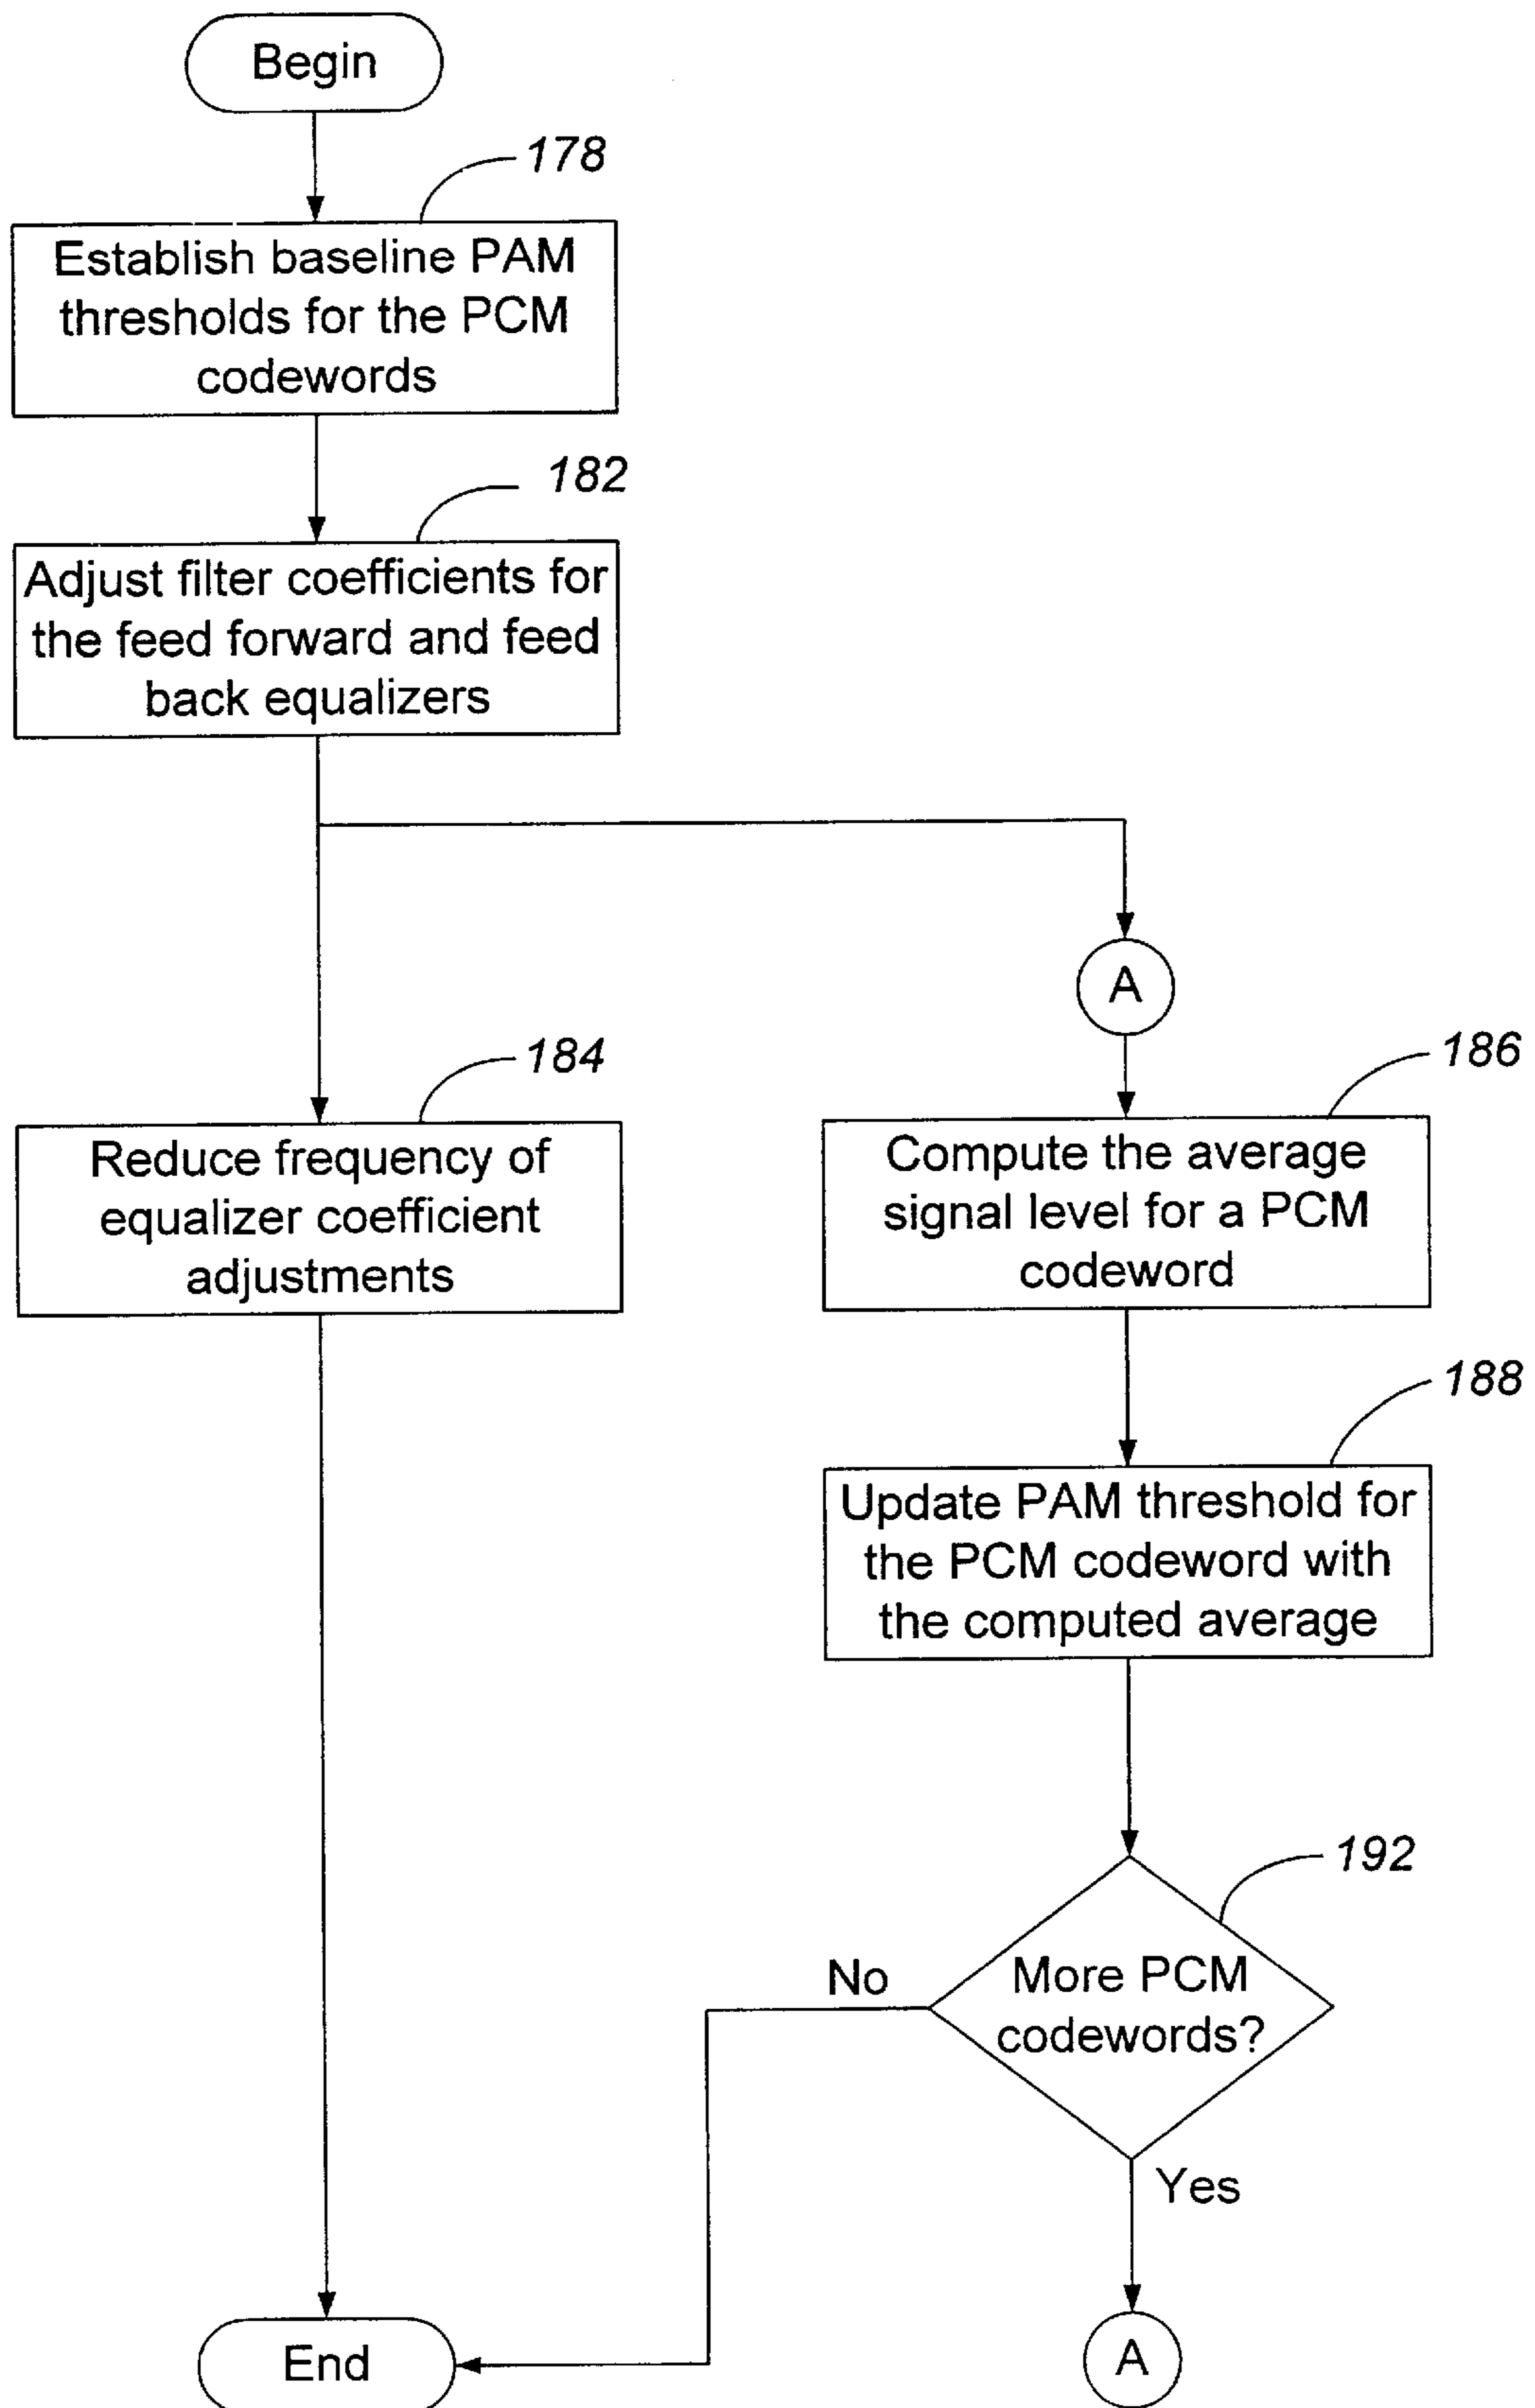 Begin
178
Establish baseline PAM
thresholds for the PCM
codewords
182
Adjust filter coefficients for
the feed forward and feed
back equalizers
A
184
Reduce frequency of
equalizer coefficient
adjustments
186
Compute the average
signal level for a PCM
codeword
188
Update PAM threshold for
the PCM codeword with
the computed average
192
More PCM
codewords?
No
Yes
End
A